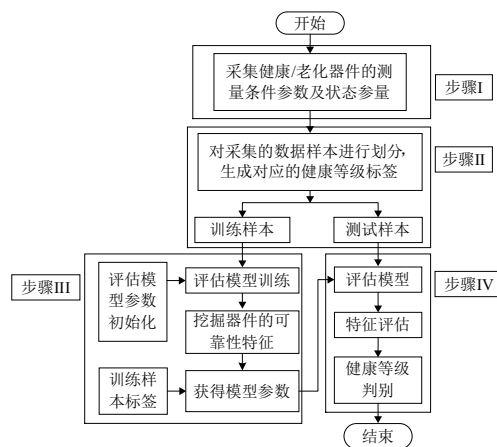 开始
采集健康/老化器件的测
量条件参数及状态参量
步骤I
对采集的数据样本进行划分,
生成对应的健康等级标签
步骤II
训练样本
测试样本
步骤III
评估模
型参数
初始化
评估模型训练
挖掘器件的可
靠性特征
训练样
本标签
获得模型参数
评估模型
步骤IV
特征评估
健康等级
判别
结束